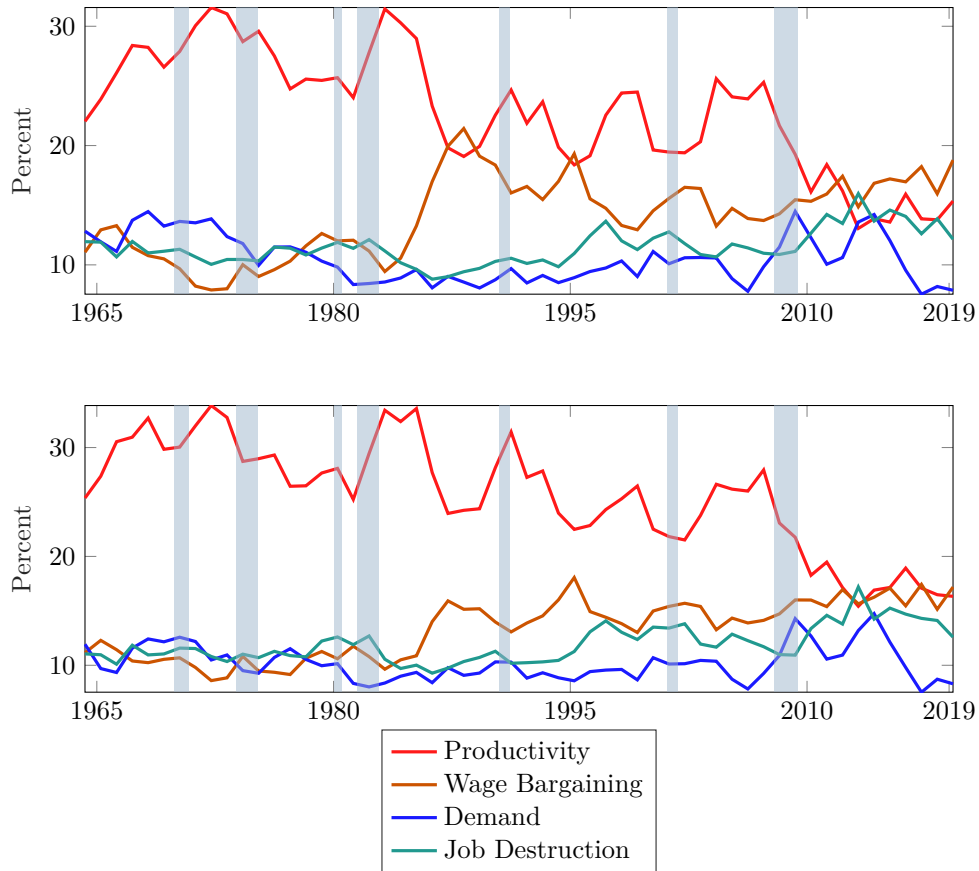 30
20
10
Percent
1965 1980 1995 2010 2019
30
20
10
Percent
1965 1980 1995 2010 2019
Productivity
Wage Bargaining
Demand
Job Destruction